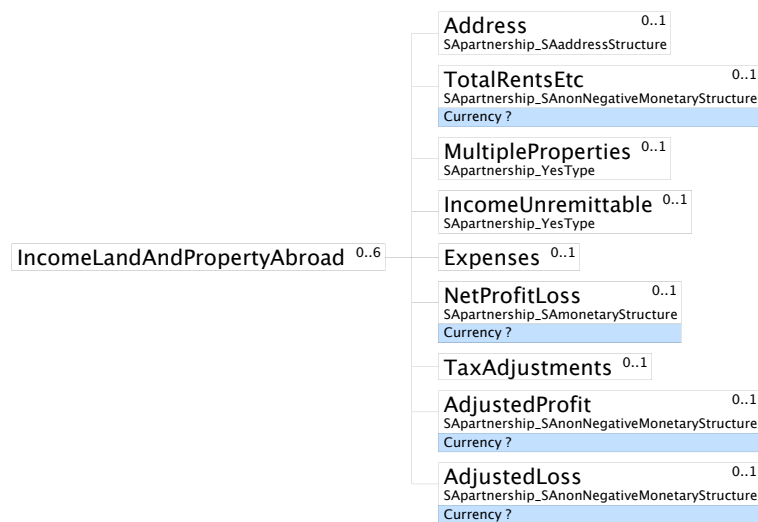 Address 0..1
SApartnership_SAaddressStructure
TotalRentsEtc 0..1
SApartnership_SAnonNegativeMonetaryStructure
Currency ?
MultipleProperties 0..1
SApartnership_YesType
IncomeUnremittable 0..1
SApartnership_YesType
IncomeLandAndPropertyAbroad 0..6
Expenses 0..1
NetProfitLoss 0..1
SApartnership_SAmonetaryStructure
Currency ?
TaxAdjustments 0..1
AdjustedProfit 0..1
SApartnership_SAnonNegativeMonetaryStructure
Currency ?
AdjustedLoss 0..1
SApartnership_SAnonNegativeMonetaryStructure
Currency ?